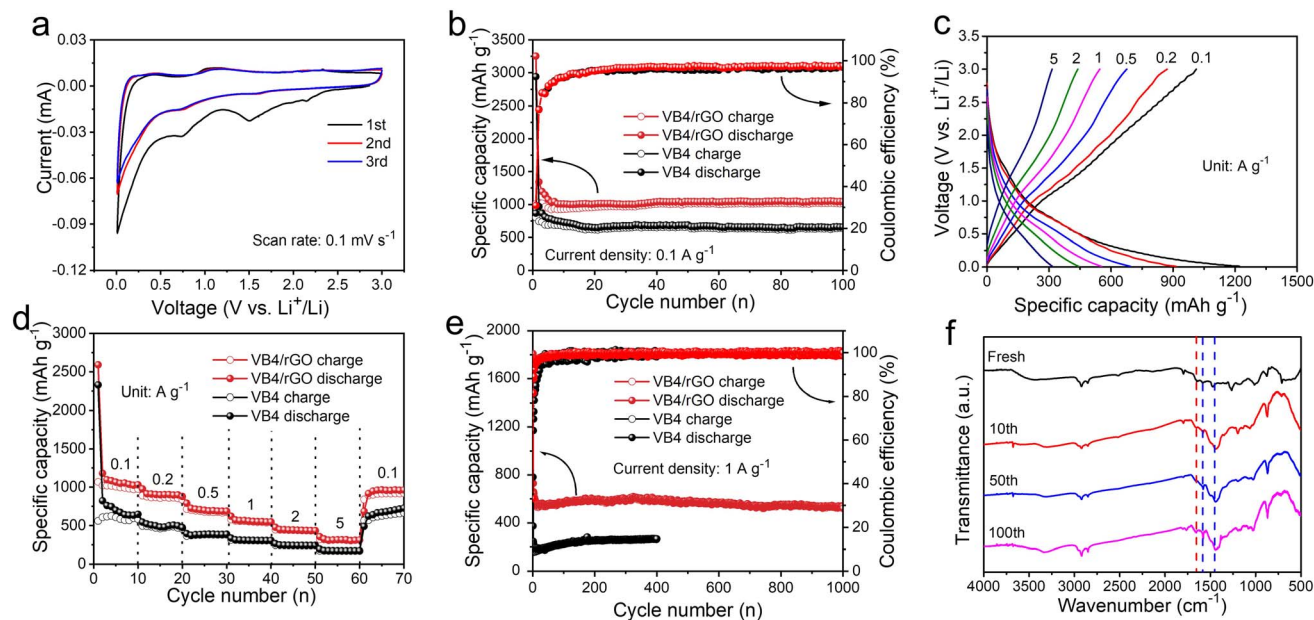 a
0.03
0.00
-0.03
-0.06
-0.09
-0.12
Current (mA)
1st
2nd
3rd
Scan rate: 0.1 mV s⁻¹
0.0 0.5 1.0 1.5 2.0 2.5 3.0
Voltage (V vs. Li⁺/Li)
b
3500
3000
2500
2000
1500
1000
500
0
Specific capacity (mAh g⁻¹)
VB4/rGO charge
VB4/rGO discharge
VB4 charge
VB4 discharge
Current density: 0.1 A g⁻¹
100
80
60
40
20
0
Coulombic efficiency (%)
0 20 40 60 80 100
Cycle number (n)
c
3.5
3.0
2.5
2.0
1.5
1.0
0.5
0.0
Voltage (V vs. Li⁺/Li)
5 2 1 0.5 0.2 0.1
Unit: A g⁻¹
0 300 600 900 1200 1500
Specific capacity (mAh g⁻¹)
d
3000
2500
2000
1500
1000
500
0
Specific capacity (mAh g⁻¹)
VB4/rGO charge
VB4/rGO discharge
VB4 charge
VB4 discharge
Unit: A g⁻¹
0.1 0.2 0.5 1 2 5 0.1
0 10 20 30 40 50 60 70
Cycle number (n)
e
2000
1600
1200
800
400
0
Specific capacity (mAh g⁻¹)
VB4/rGO charge
VB4/rGO discharge
VB4 charge
VB4 discharge
Current density: 1 A g⁻¹
100
80
60
40
20
0
Coulombic efficiency (%)
0 200 400 600 800 1000
Cycle number (n)
f
Transmittance (a.u.)
Fresh
10th
50th
100th
4000 3500 3000 2500 2000 1500 1000 500
Wavenumber (cm⁻¹)